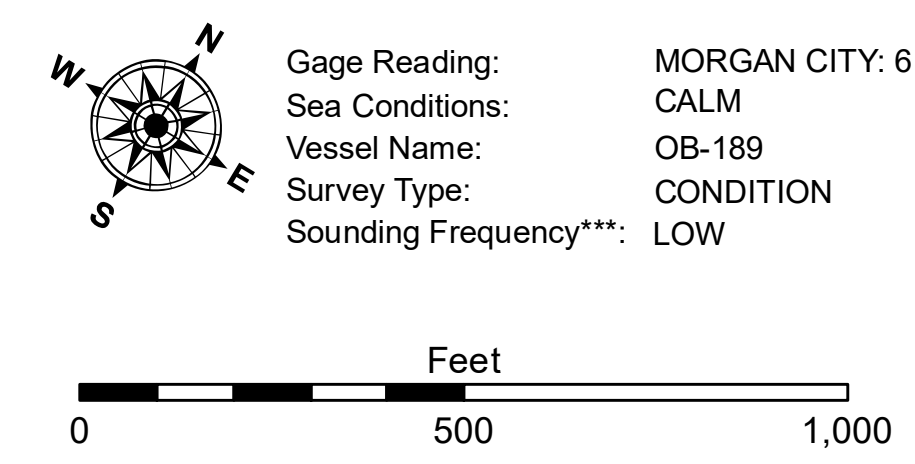 N
W
E
S
Gage Reading: MORGAN CITY: 6
Sea Conditions: CALM
Vessel Name: OB-189
Survey Type: CONDITION
Sounding Frequency***: LOW
Feet
0 500 1,000